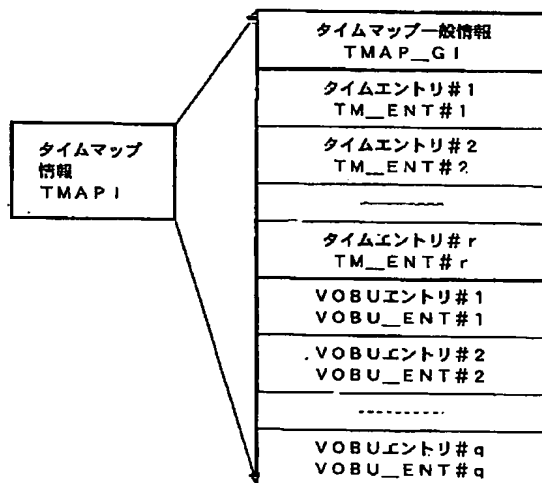 タイムマップ
情報
TMAPI
タイムマップ一般情報
TMAP_GI
タイムエントリ#1
TM_ENT#1
タイムエントリ#2
TM_ENT#2
タイムエントリ#r
TM_ENT#r
VOBUエントリ#1
VOBU_ENT#1
VOBUエントリ#2
VOBU_ENT#2
VOBUエントリ#q
VOBU_ENT#q